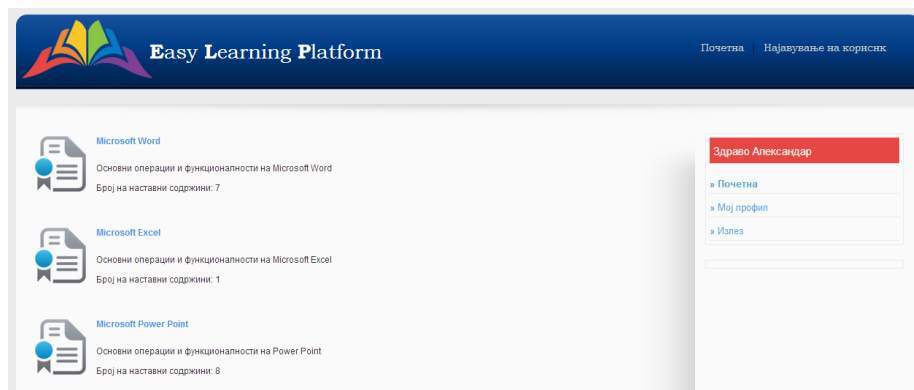 Easy Learning Platform
Почетна Најавување на корисник
Microsoft Word
Основни операции и функционалности на Microsoft Word
Број на наставни содржини: 7
Microsoft Excel
Основни операции и функционалности на Microsoft Excel
Број на наставни содржини: 1
Microsoft Power Point
Основни операции и функционалности на Power Point
Број на наставни содржини: 8
Здраво Александар
» Почетна
» Мој профил
» Излез